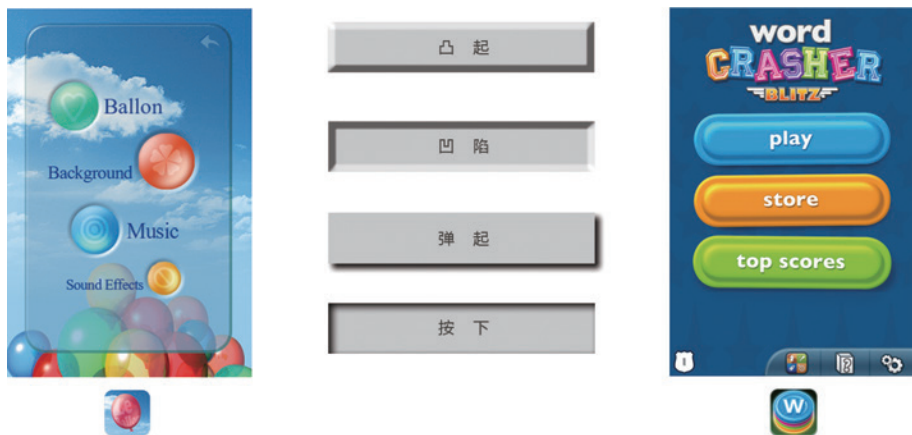 Ballon
Background
Music
Sound Effects
凸起
凹陷
弹起
按下
word
CRASHER
BLITZ
play
store
top scores
W